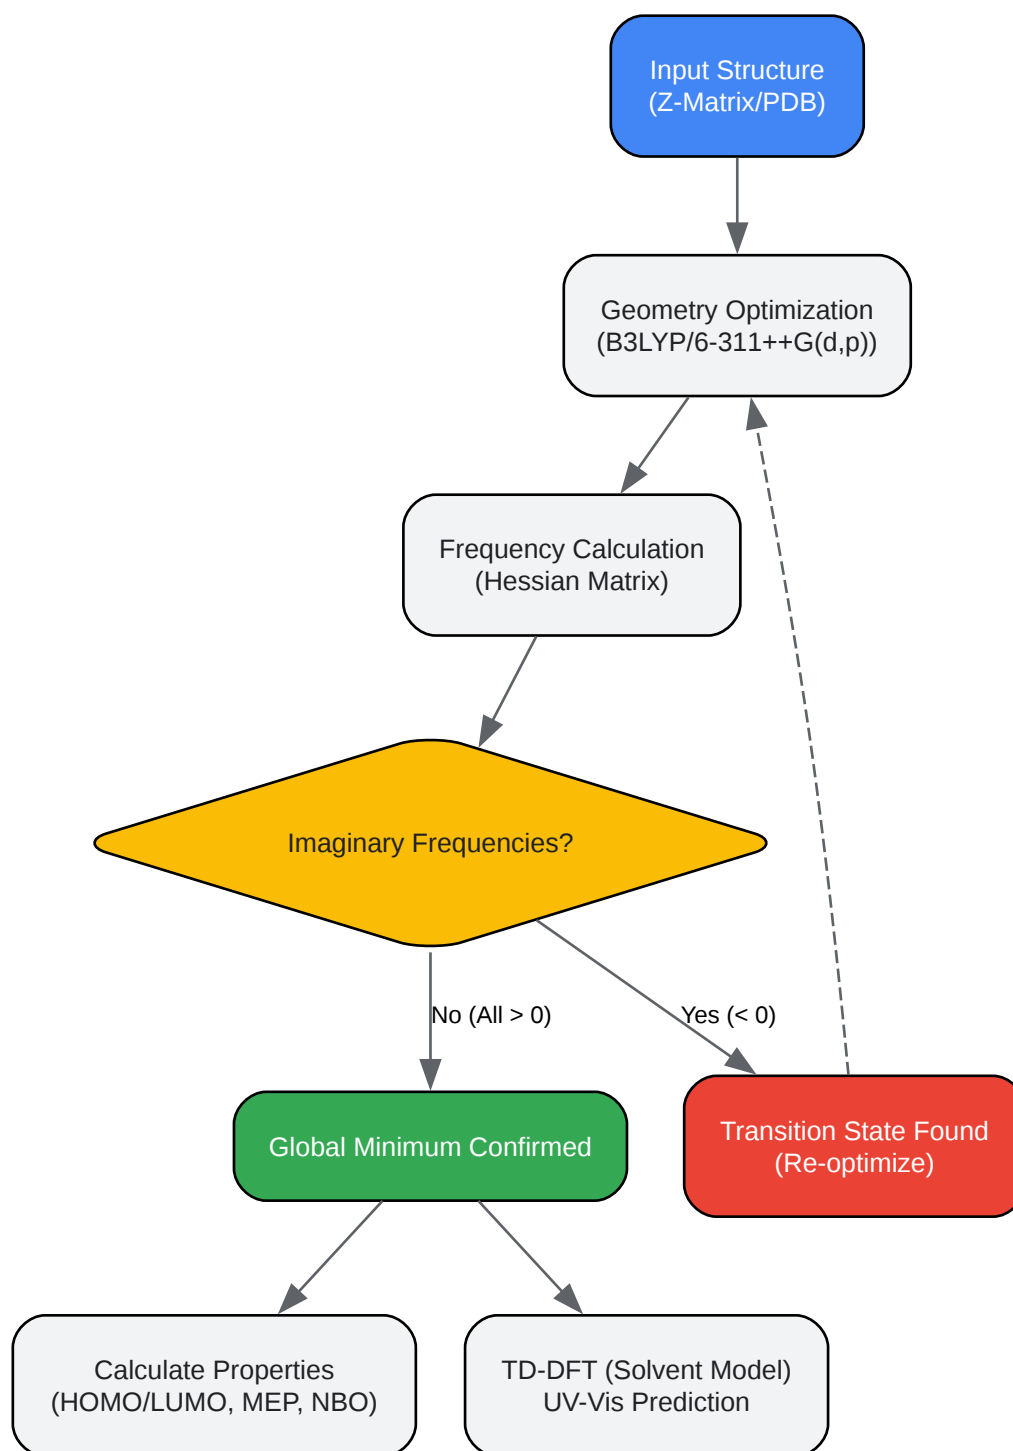 Input Structure
(Z-Matrix/PDB)
Geometry Optimization
(B3LYP/6-311++G(d,p))
Frequency Calculation
(Hessian Matrix)
Imaginary Frequencies?
No (All > 0)
Yes (< 0)
Global Minimum Confirmed
Transition State Found
(Re-optimize)
Calculate Properties
(HOMO/LUMO, MEP, NBO)
TD-DFT (Solvent Model)
UV-Vis Prediction